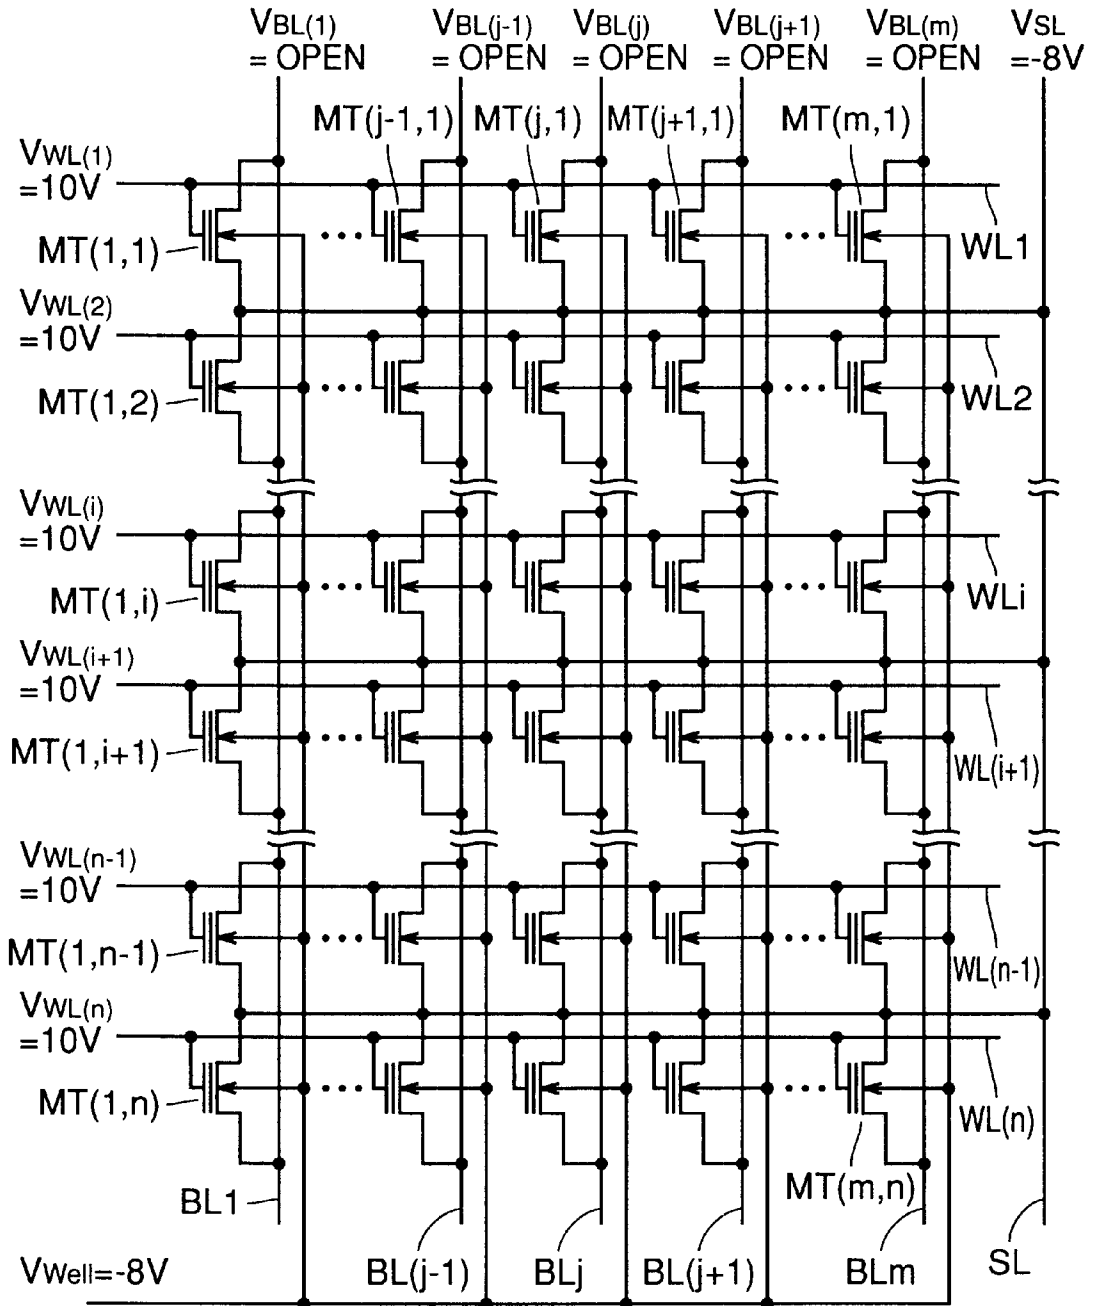 VBL(1) VBL(j-1) VBL(j) VBL(j+1) VBL(m) VSL
= OPEN = OPEN = OPEN = OPEN = OPEN =-8V
MT(j-1,1) MT(j,1) MT(j+1,1) MT(m,1)
VWL(1)
=10V
MT(1,1) WL1
VWL(2)
=10V
MT(1,2) WL2
VWL(i)
=10V
MT(1,i) WLi
VWL(i+1)
=10V
MT(1,i+1) WL(i+1)
VWL(n-1)
=10V
MT(1,n-1) WL(n-1)
VWL(n)
=10V
MT(1,n) WL(n)
MT(m,n)
BL1
VWell=-8V BL(j-1) BLj BL(j+1) BLm SL